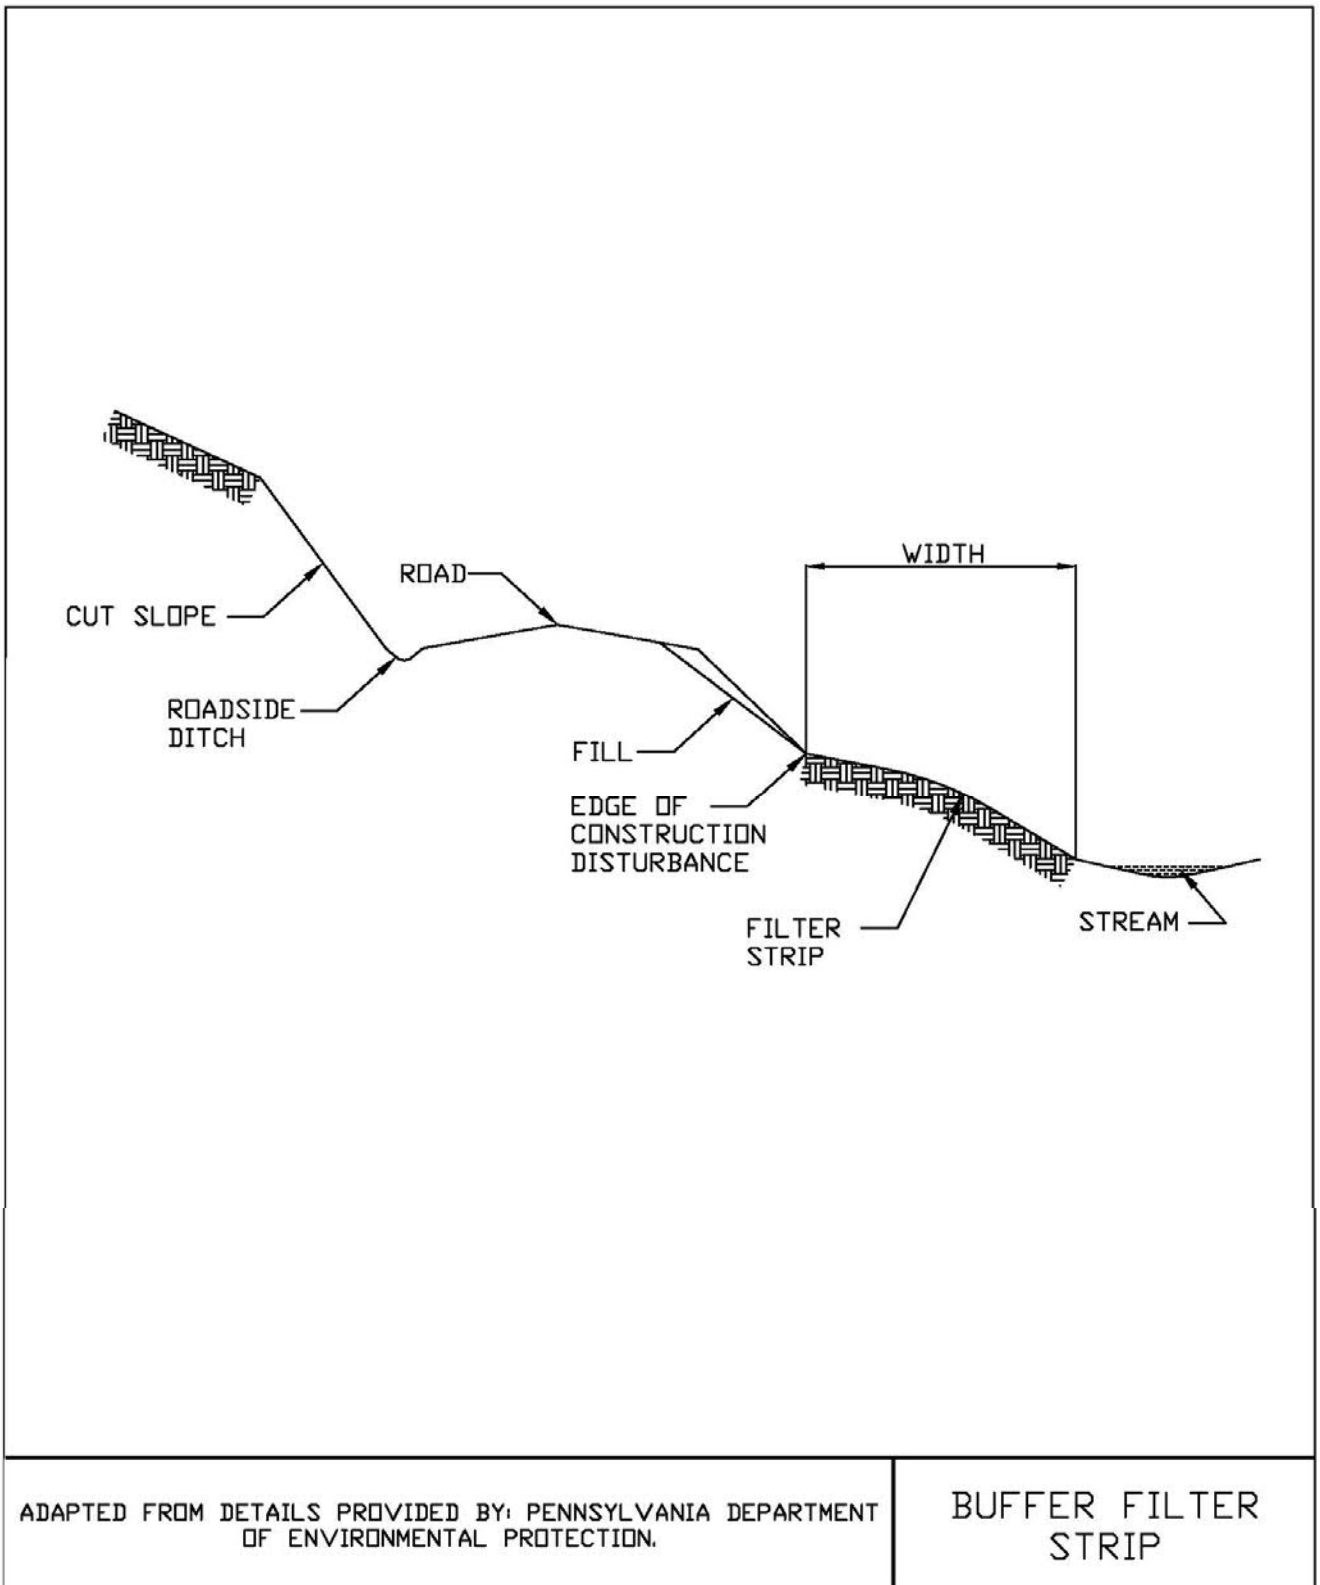 WIDTH
ROAD
CUT SLOPE
ROADSIDE
DITCH
FILL
EDGE OF
CONSTRUCTION
DISTURBANCE
FILTER
STRIP
STREAM
ADAPTED FROM DETAILS PROVIDED BY: PENNSYLVANIA DEPARTMENT
OF ENVIRONMENTAL PROTECTION.
BUFFER FILTER
STRIP